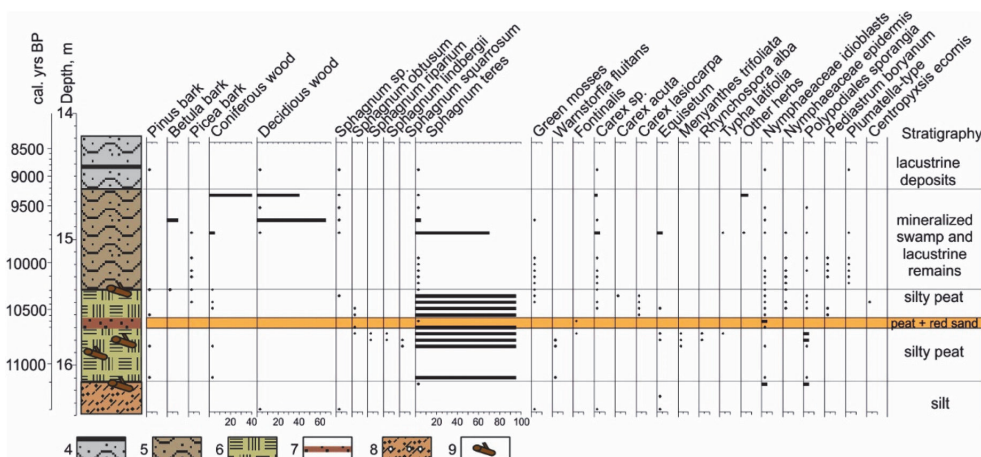 cal. yrs BP
Depth, m
Pinus bark
Betula bark
Picea bark
Coniferous wood
Decidious wood
Sphagnum sp.
Sphagnum obtusum
Sphagnum riparium
Sphagnum lindbergii
Sphagnum squarrosum
Sphagnum teres
Green mosses
Warnstorfia fluitans
Fontinalis
Carex sp.
Carex acuta
Carex lasiocarpa
Equisetum
Menyanthes trifoliata
Rhynchospora alba
Typha latifolia
Other herbs
Nymphaeaceae idioblasts
Nymphaeaceae epidermis
Polypodiales sporangia
Pediastrum boryanum
Plumatella-type
Centropyxsis ecornis
Stratigraphy
14
8500
9000
9500
15
10000
10500
11000
16
lacustrine
deposits
mineralized
swamp and
lacustrine
remains
silty peat
peat + red sand
silty peat
silt
20 40 20 40 60 20 40 60 80 100
4 5 6 7 8 9